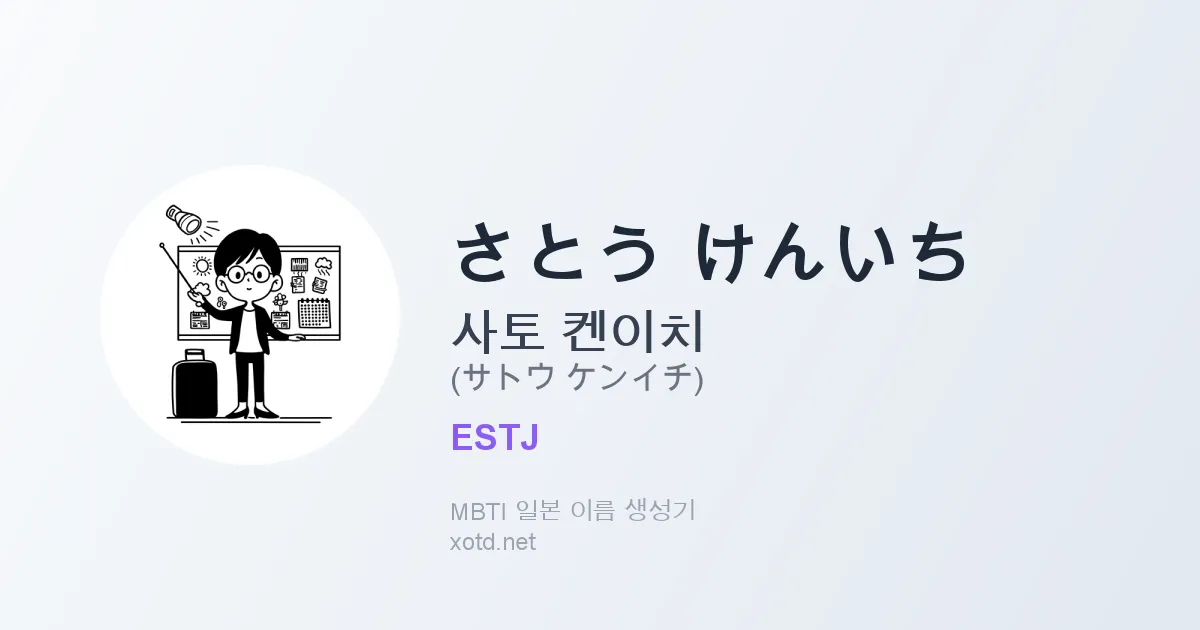 さとう けんいち
사토 켄이치
(サトウ ケンイチ)
ESTJ
MBTI 일본 이름 생성기
xotd.net